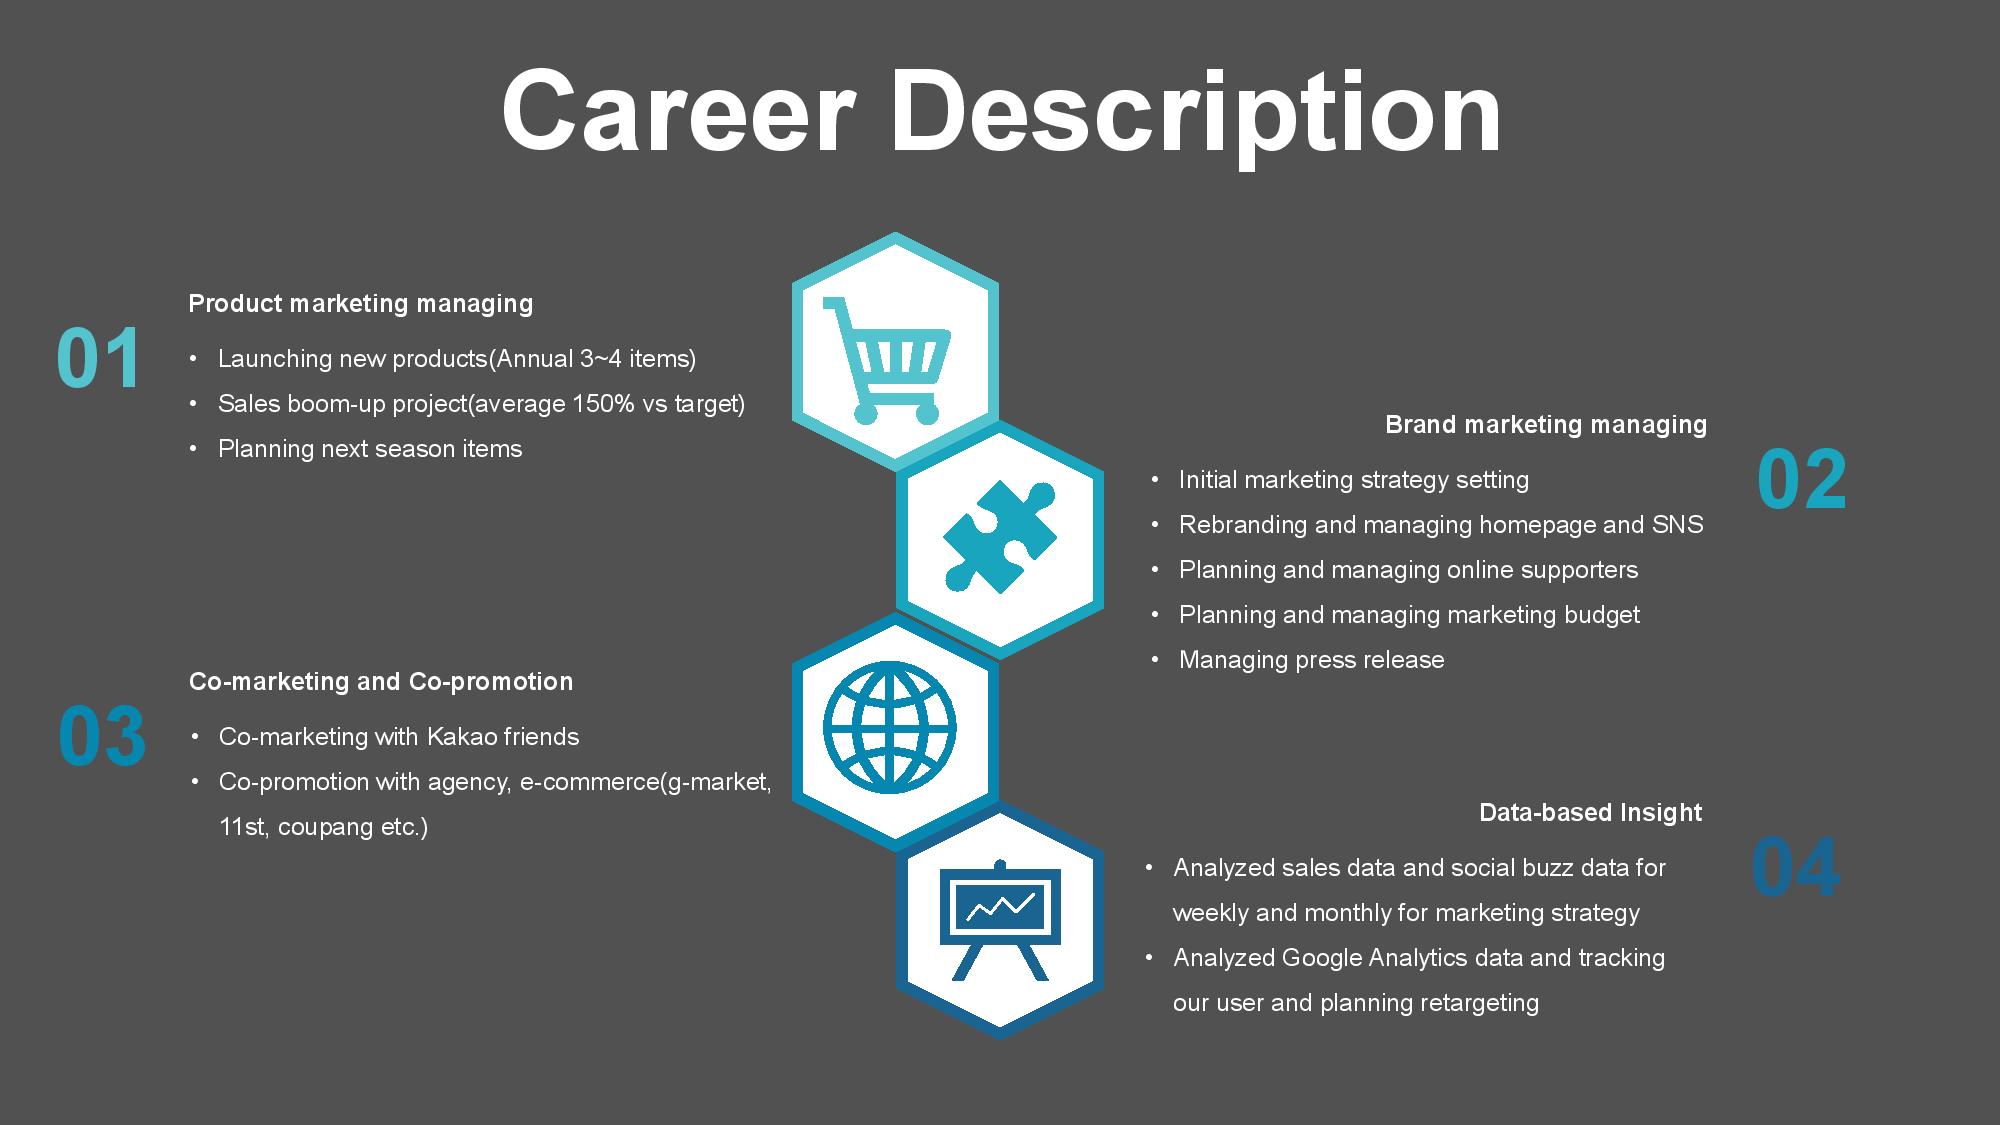 Career Description
01
Product marketing managing
• Launching new products(Annual 3~4 items)
• Sales boom-up project(average 150% vs target)
• Planning next season items
02
Brand marketing managing
• Initial marketing strategy setting
• Rebranding and managing homepage and SNS
• Planning and managing online supporters
• Planning and managing marketing budget
• Managing press release
03
Co-marketing and Co-promotion
• Co-marketing with Kakao friends
• Co-promotion with agency, e-commerce(g-market,
11st, coupang etc.)
04
Data-based Insight
• Analyzed sales data and social buzz data for
weekly and monthly for marketing strategy
• Analyzed Google Analytics data and tracking
our user and planning retargeting